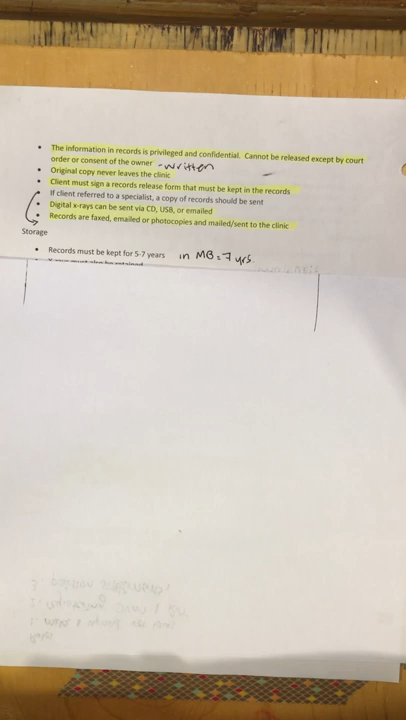 • The information in records is privileged and confidential. Cannot be released except by court
order or consent of the owner - written
• Original copy never leaves the clinic
• Client must sign a records release form that must be kept in the records
• If client referred to a specialist, a copy of records should be sent
• Digital x-rays can be sent via CD, USB, or emailed
• Records are faxed, emailed or photocopies and mailed/sent to the clinic
Storage
• Records must be kept for 5-7 years in MB = 7 yrs.